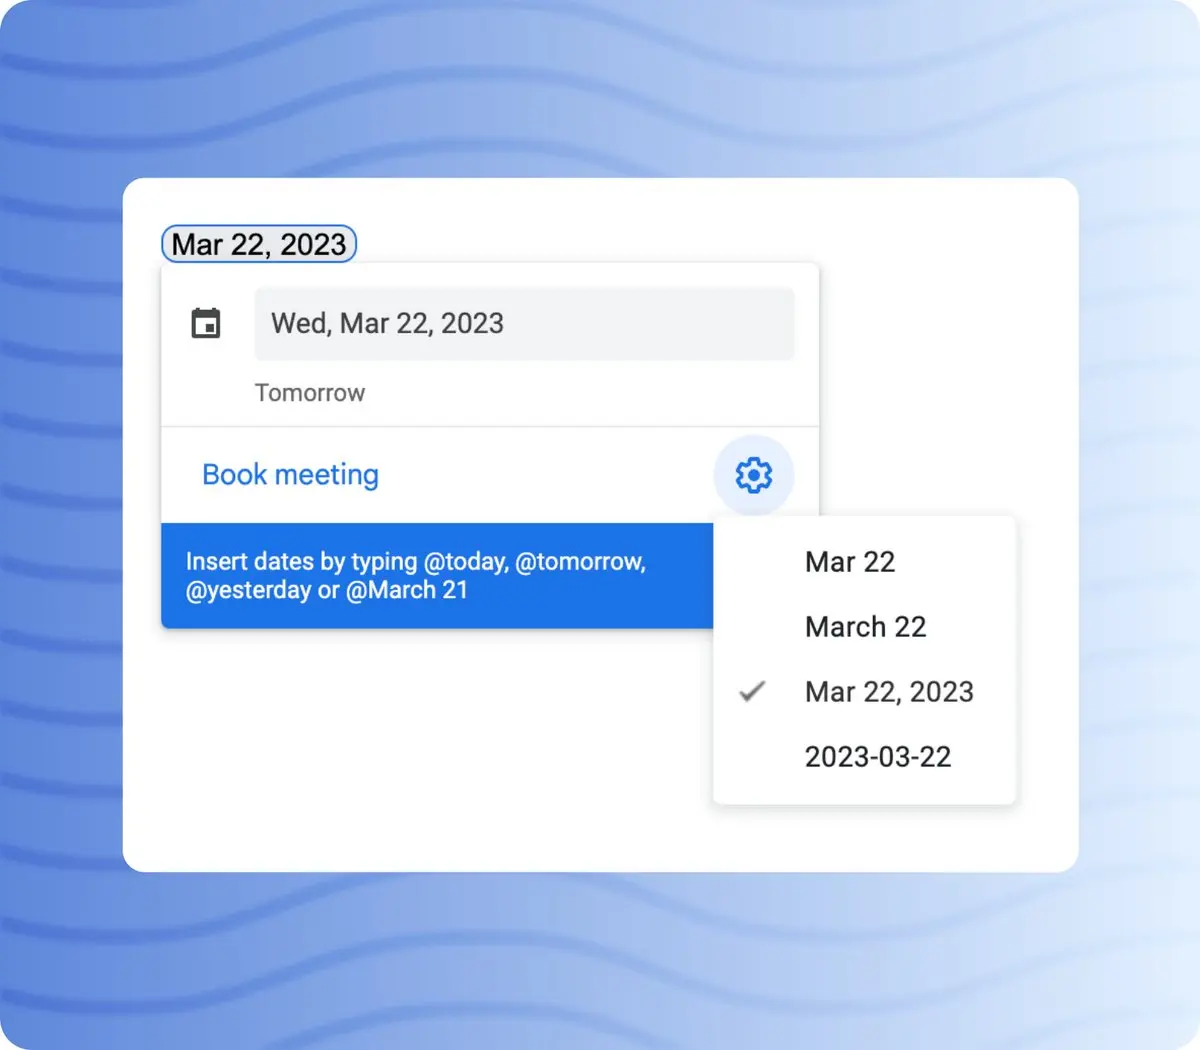 Mar 22, 2023
Wed, Mar 22, 2023
Tomorrow
Book meeting
Insert dates by typing @today, @tomorrow,
@yesterday or @March 21
Mar 22
March 22
Mar 22, 2023
2023-03-22